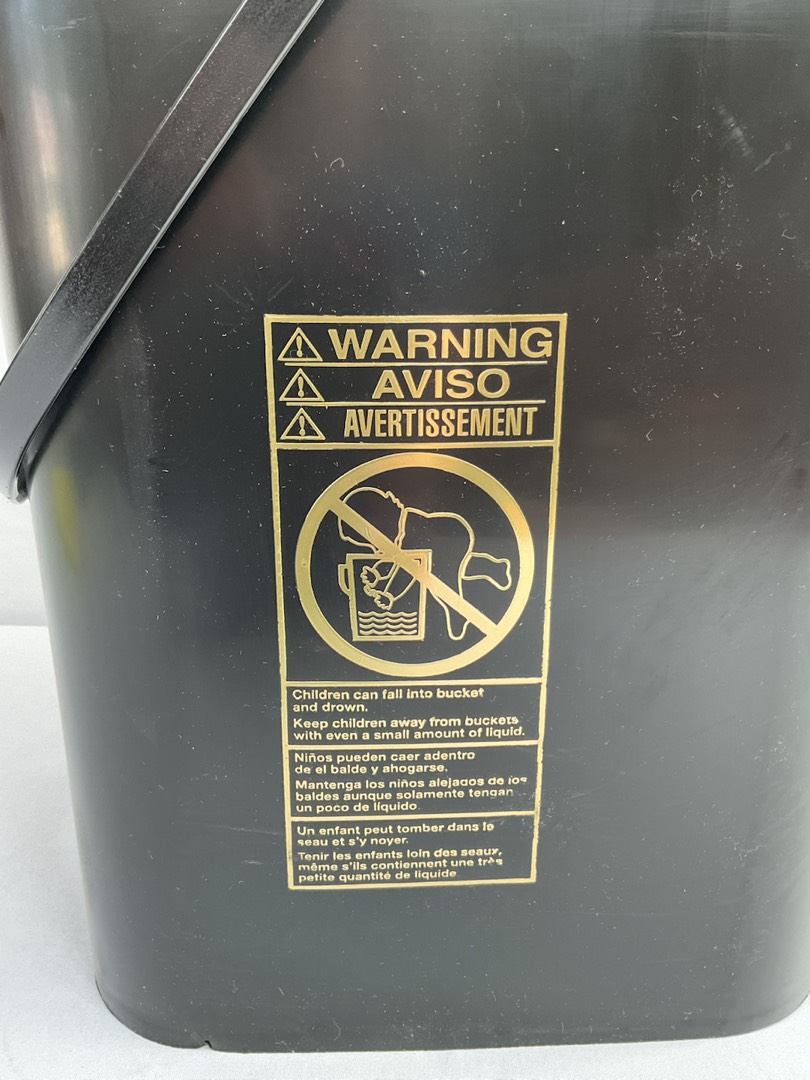 WARNING
AVISO
AVERTISSEMENT
Children can fall into bucket
and drown.
Keep children away from buckets
with even a small amount of liquid.
Niños pueden caer adentro
de el balde y ahogarse.
Mantenga los niños alejados de los
baldes aunque solamente tengan
un poco de líquido.
Un enfant peut tomber dans le
seau et s'y noyer.
Tenir les enfants loin des seaux,
même s'ils contiennent une très
petite quantité de liquide